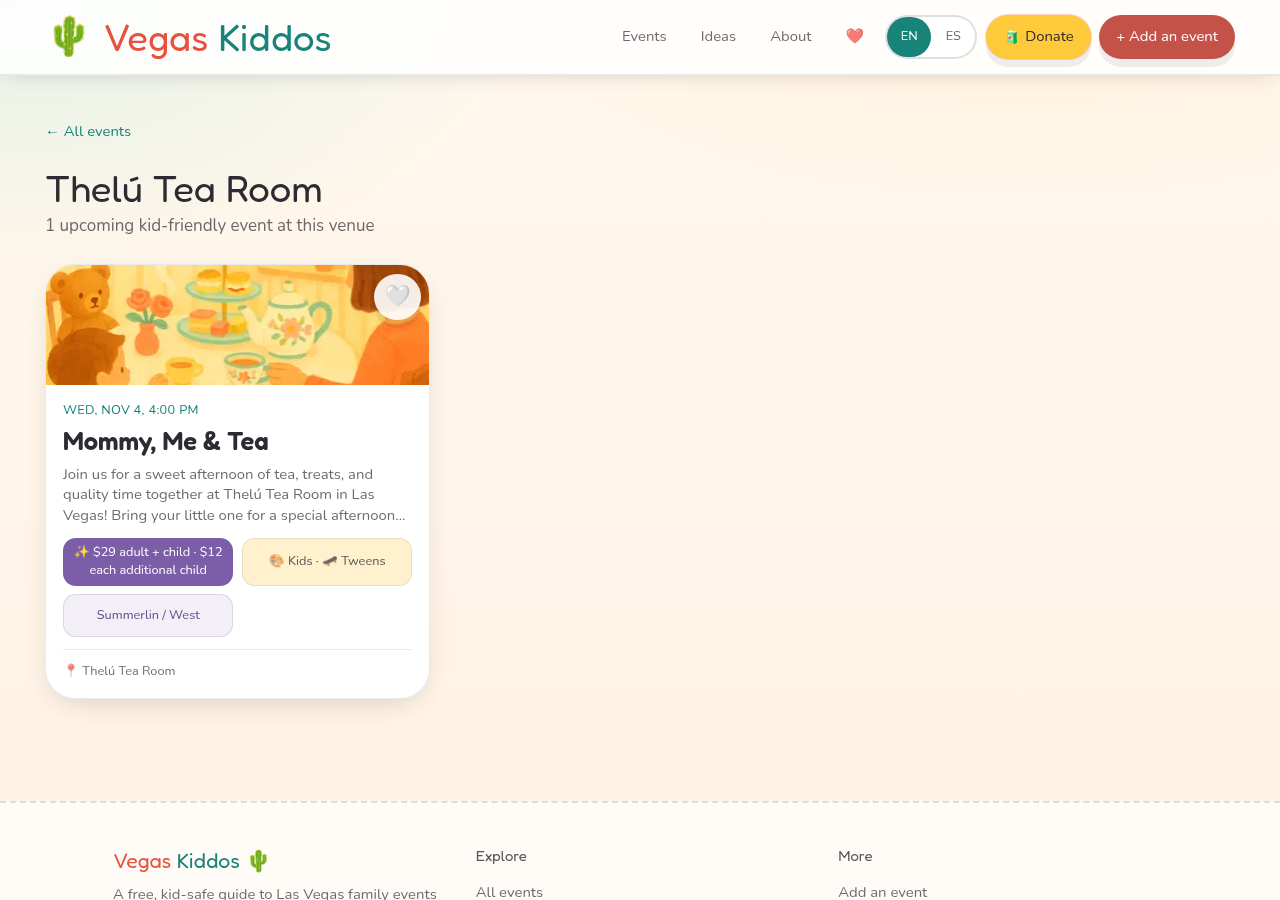 🌵 Vegas Kiddos
Events
Ideas
About
❤️
EN
ES
🧃 Donate
+ Add an event
← All events
Thelú Tea Room
1 upcoming kid-friendly event at this venue
WED, NOV 4, 4:00 PM
Mommy, Me & Tea
Join us for a sweet afternoon of tea, treats, and
quality time together at Thelú Tea Room in Las
Vegas! Bring your little one for a special afternoon…
✨ $29 adult + child · $12
each additional child
🎨 Kids · 🛹 Tweens
Summerlin / West
📍 Thelú Tea Room
Vegas Kiddos 🌵
A free, kid-safe guide to Las Vegas family events
Explore
All events
More
Add an event